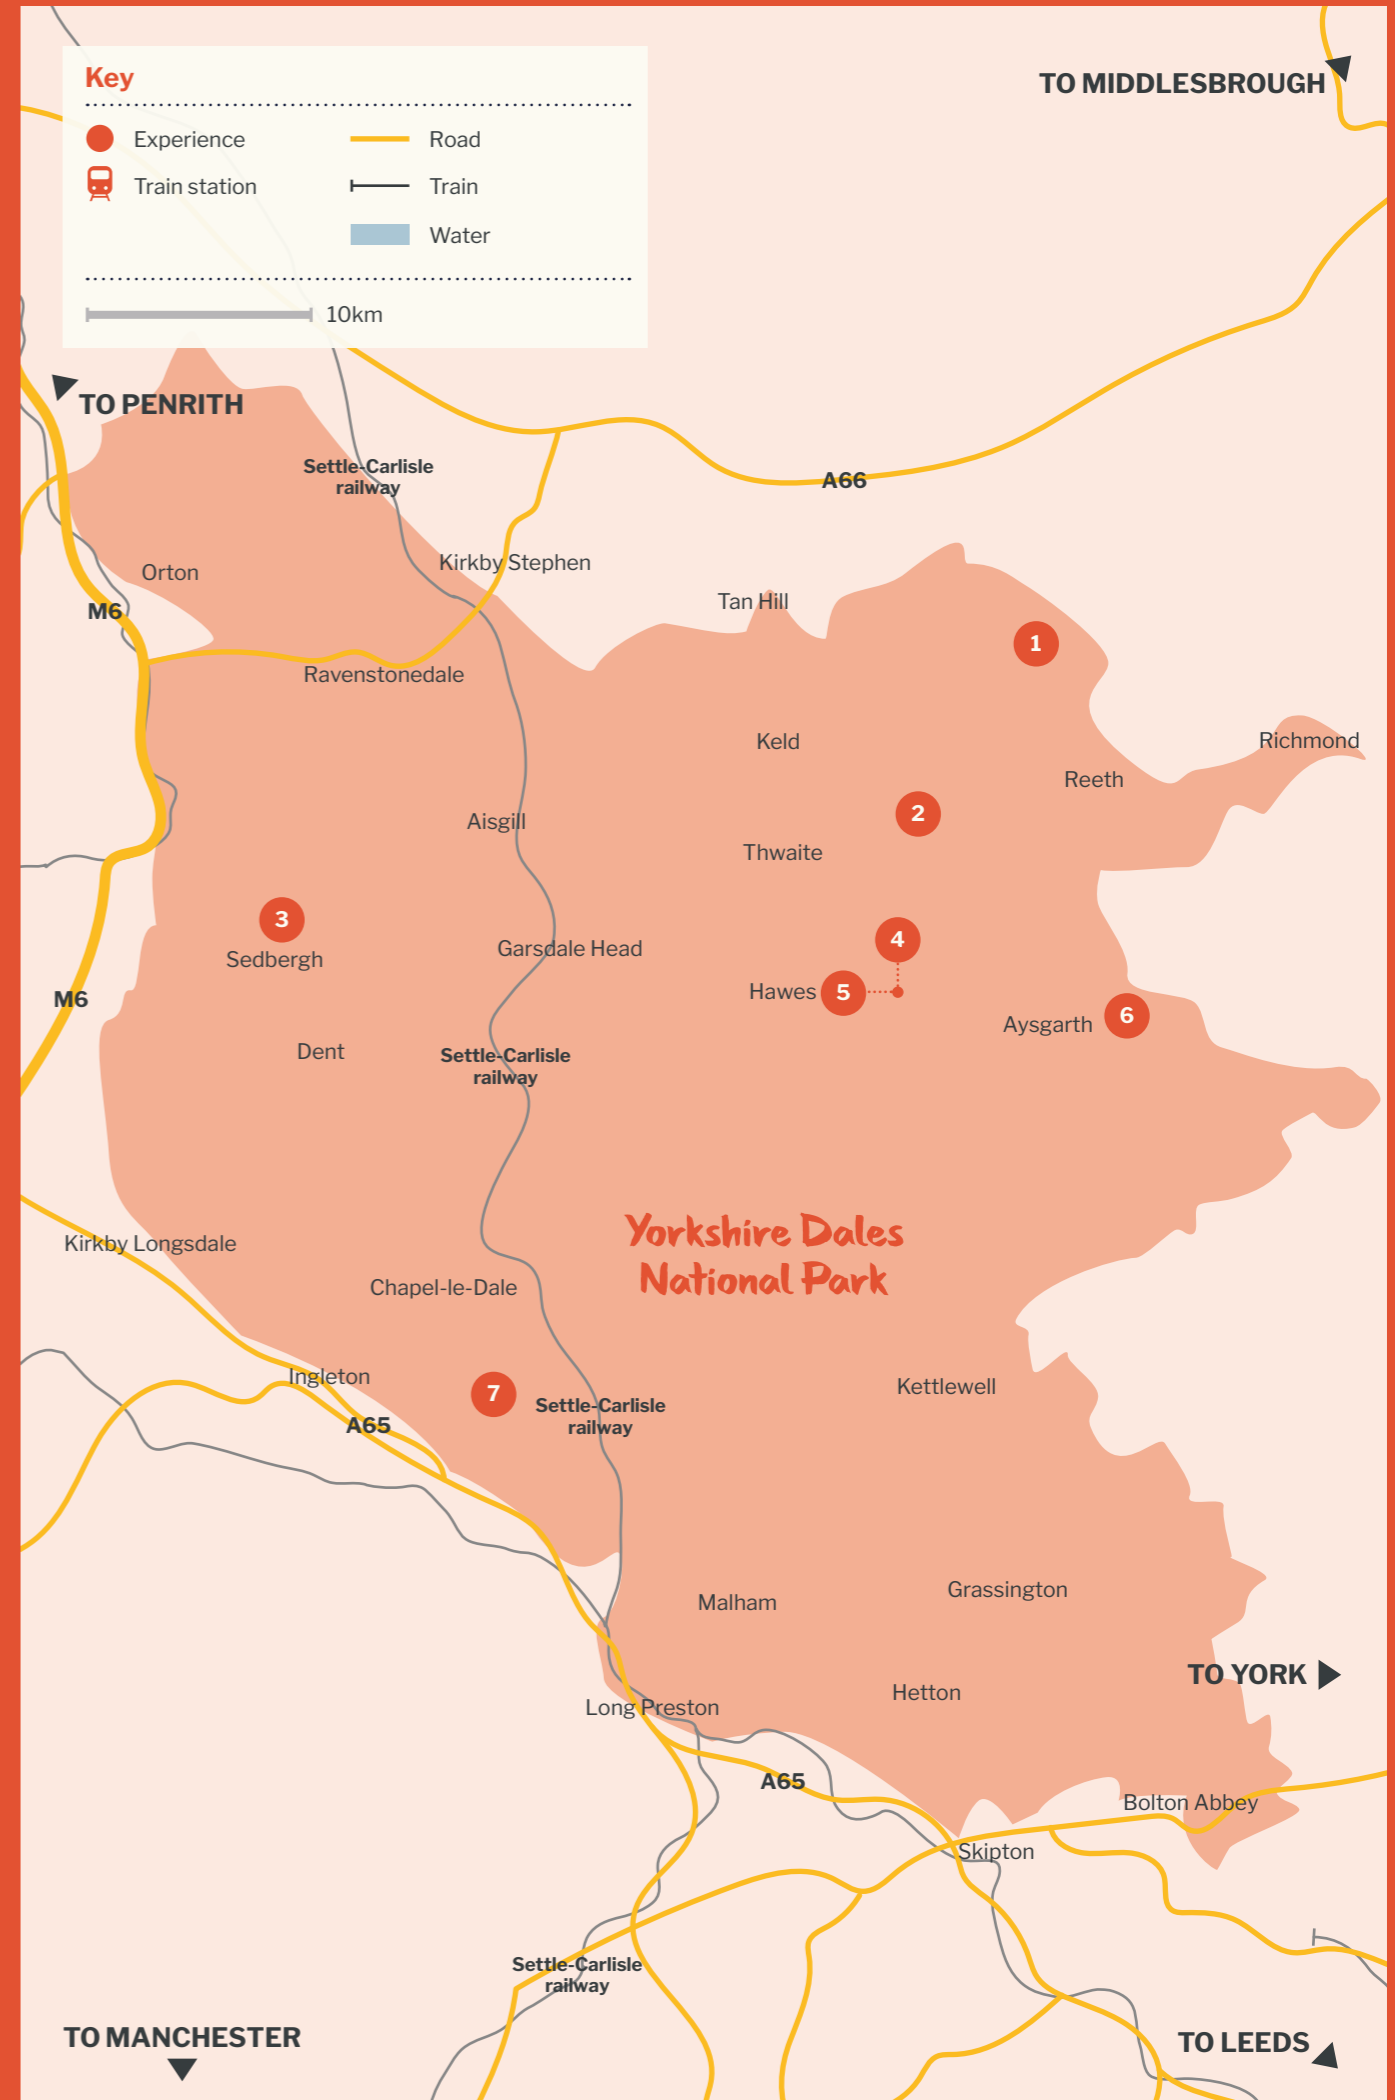 Key
Experience
Road
Train station
Train
Water
10km
TO MIDDLESBROUGH
TO PENRITH
Settle-Carlisle
railway
A66
Kirkby Stephen
Orton
Tan Hill
M6
1
Ravenstonedale
Keld
Richmond
Reeth
2
Aisgill
Thwaite
3
4
Garsdale Head
Sedbergh
Hawes
5
M6
6
Aysgarth
Dent
Settle-Carlisle
railway
Yorkshire Dales
National Park
Kirkby Longsdale
Chapel-le-Dale
Ingleton
7
Kettlewell
Settle-Carlisle
railway
A65
Malham
Grassington
TO YORK
Hetton
Long Preston
A65
Bolton Abbey
Skipton
Settle-Carlisle
railway
TO MANCHESTER
TO LEEDS